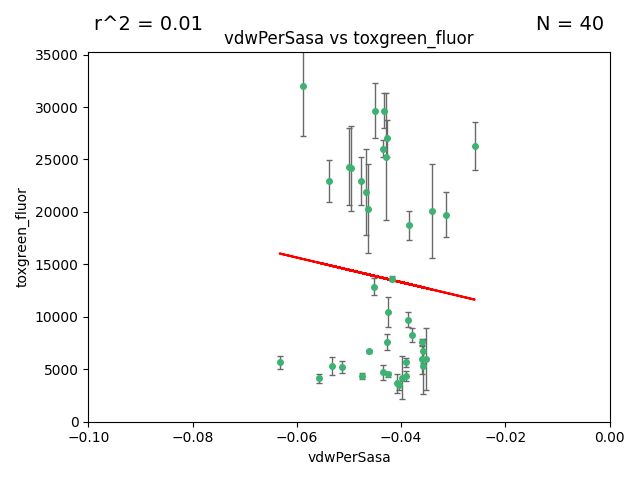 r^2 = 0.01
N = 40
vdwPerSasa vs toxgreen_fluor
35000
30000
25000
20000
15000
10000
5000
0
toxgreen_fluor
−0.10
−0.08
−0.06
−0.04
−0.02
0.00
vdwPerSasa